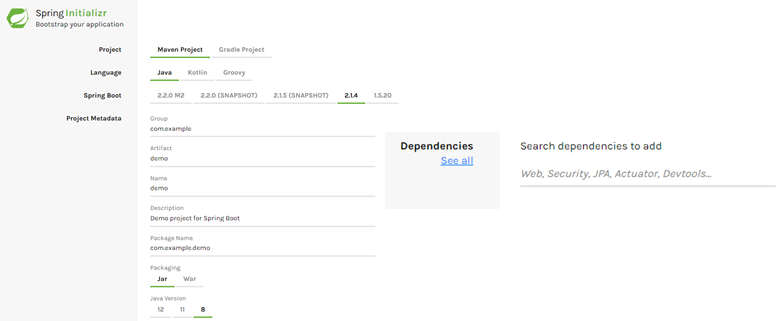 Spring Initializr
Bootstrap your application
Project
Maven Project Gradle Project
Language
Java Kotlin Groovy
Spring Boot
2.2.0 M2 2.2.0 (SNAPSHOT) 2.1.5 (SNAPSHOT) 2.1.4 1.5.20
Project Metadata
Group
com.example
Artifact
demo
Name
demo
Description
Demo project for Spring Boot
Package Name
com.example.demo
Packaging
Jar War
Java Version
12 11 8
Dependencies
See all
Search dependencies to add
Web, Security, JPA, Actuator, Devtools...